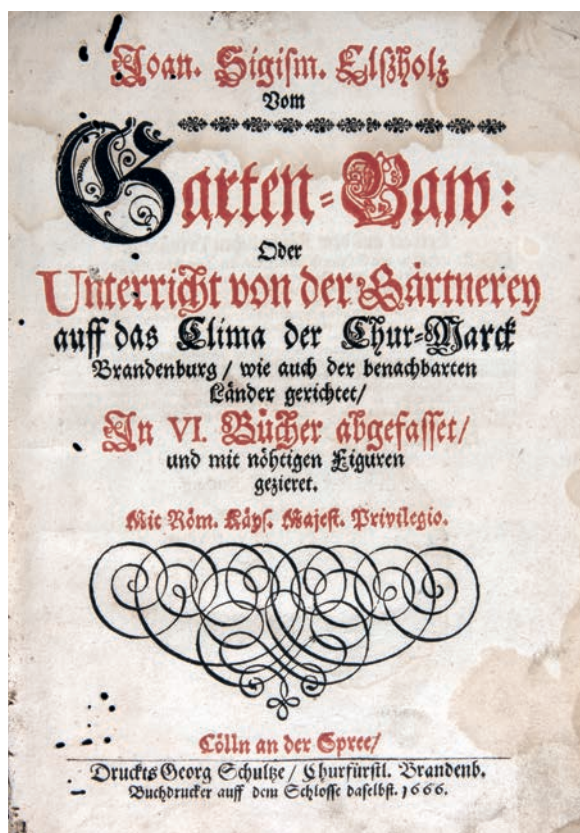 Joan. Sigism. Elßholtz
Vom
Garten-Baw:
Oder
Unterricht von der Gärtnerey
auff das Clima der Chur-Marck
Brandenburg / wie auch der benachbarten
Länder gerichtet/
In VI. Bücher abgefasset/
und mit nöhtigen Figuren
gezieret.
Mit Röm. Käys. Majest. Privilegio.
Cölln an der Spree/
Druckts Georg Schultze / Churfürstl. Brandenb.
Buchdrucker auff dem Schlosse daselbst. 1666.